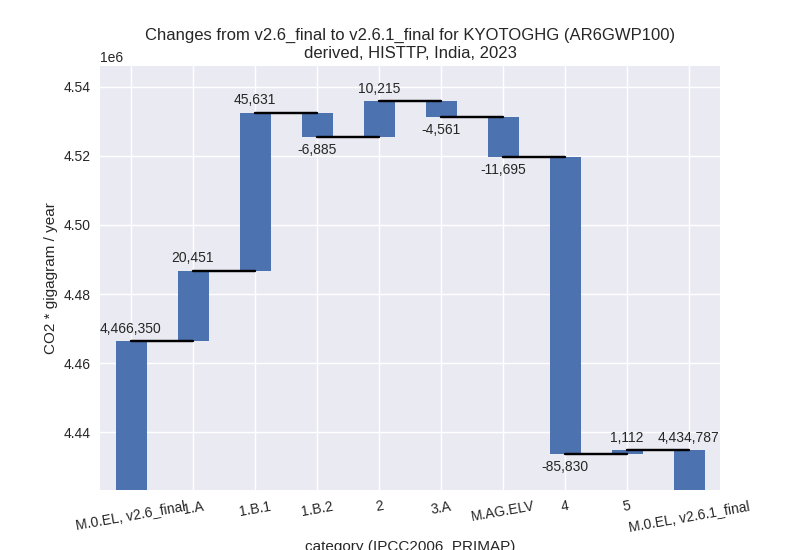 Changes from v2.6_final to v2.6.1_final for KYOTOGHG (AR6GWP100)
derived, HISTTP, India, 2023
1e6
4.54
4.52
4.50
4.48
4.46
4.44
CO2 * gigagram / year
4,466,350
20,451
45,631
-6,885
10,215
-4,561
-11,695
-85,830
1,112
4,434,787
M.0.EL, v2.6_final
1.A
1.B.1
1.B.2
2
3.A
M.AG.ELV
4
5
M.0.EL, v2.6.1_final
category (IPCC2006_PRIMAP)